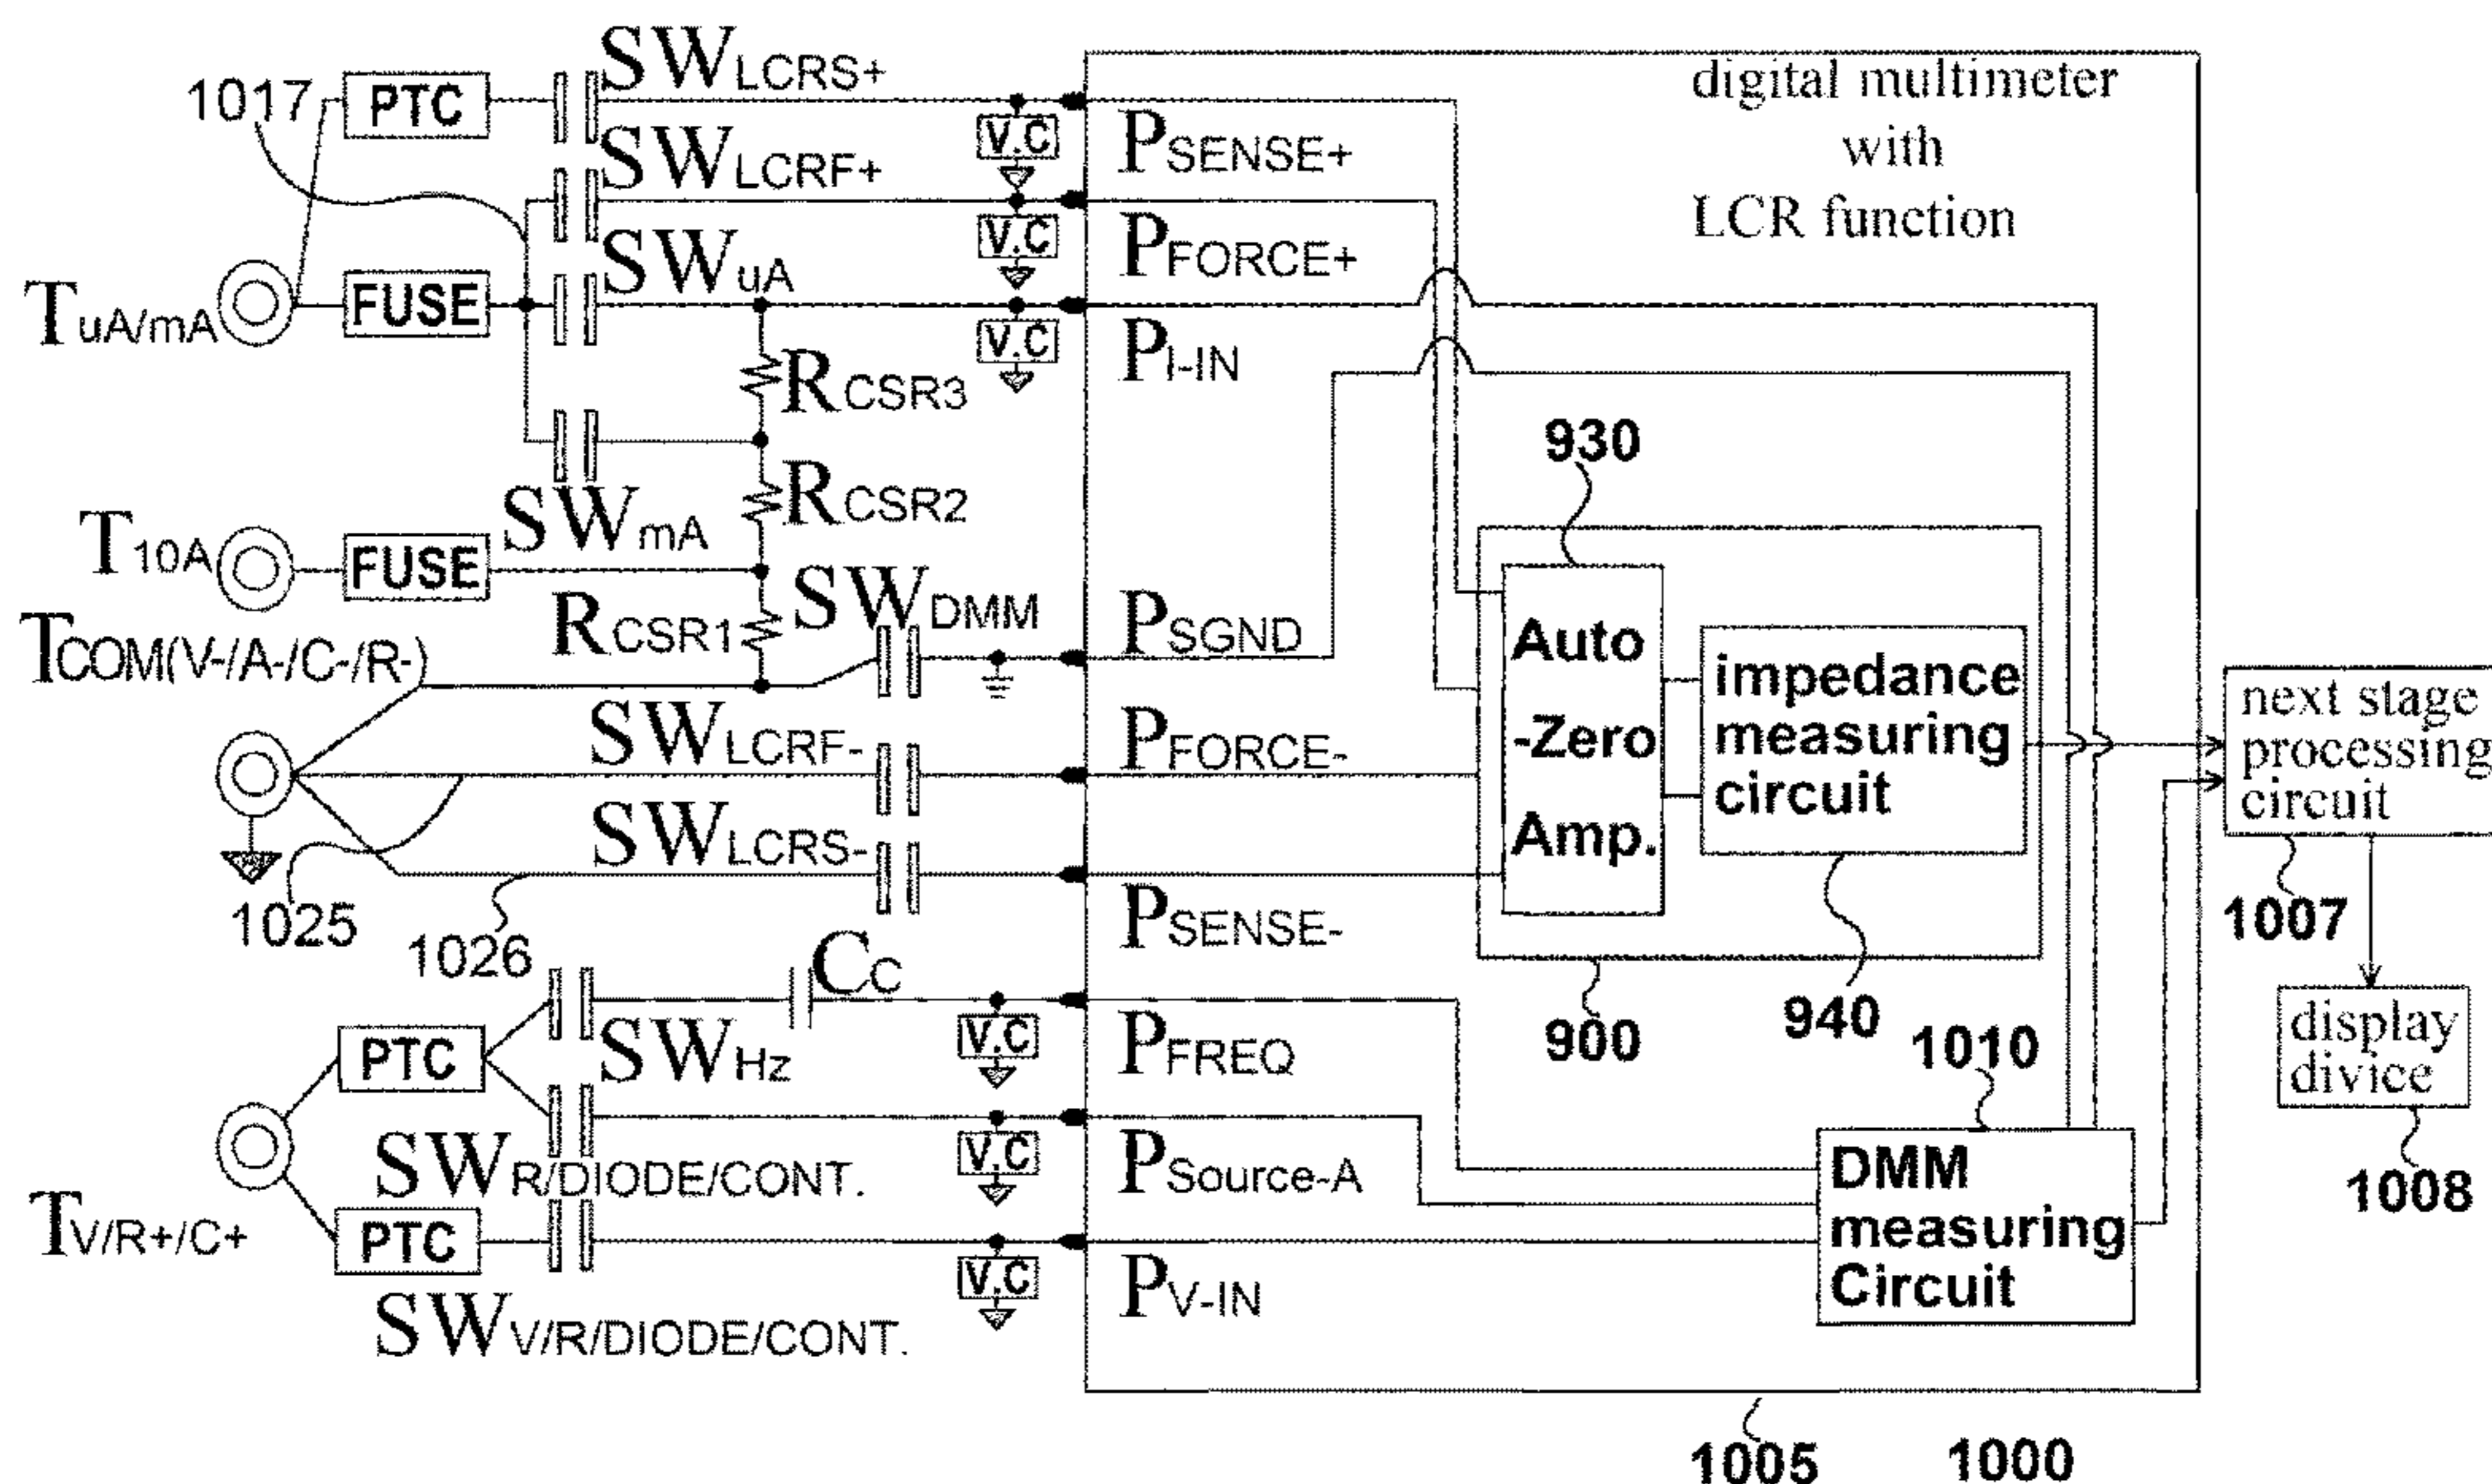 SWLCRS+
1017
PTC
V.C
PSENSE+
digital multimeter
with
LCR function
SWLCRF+
V.C
PFORCE+
SWuA
TuA/mA
FUSE
V.C
PI-IN
RCSR3
930
RCSR2
SWmA
T10A
FUSE
SWDMM
RCSR1
PSGND
TCOM(V-/A-/C-/R-)
Auto
-Zero
Amp.
impedance
measuring
circuit
next stage
processing
circuit
SWLCRF-
PFORCE-
SWLCRS-
PSENSE-
1025
1026
1007
CC
900
940
1010
display
divice
PTC
SWHz
V.C
PFREQ
1008
SWR/DIODE/CONT.
V.C
PSource-A
DMM
measuring
Circuit
TV/R+/C+
PTC
V.C
PV-IN
SWV/R/DIODE/CONT.
1005
1000